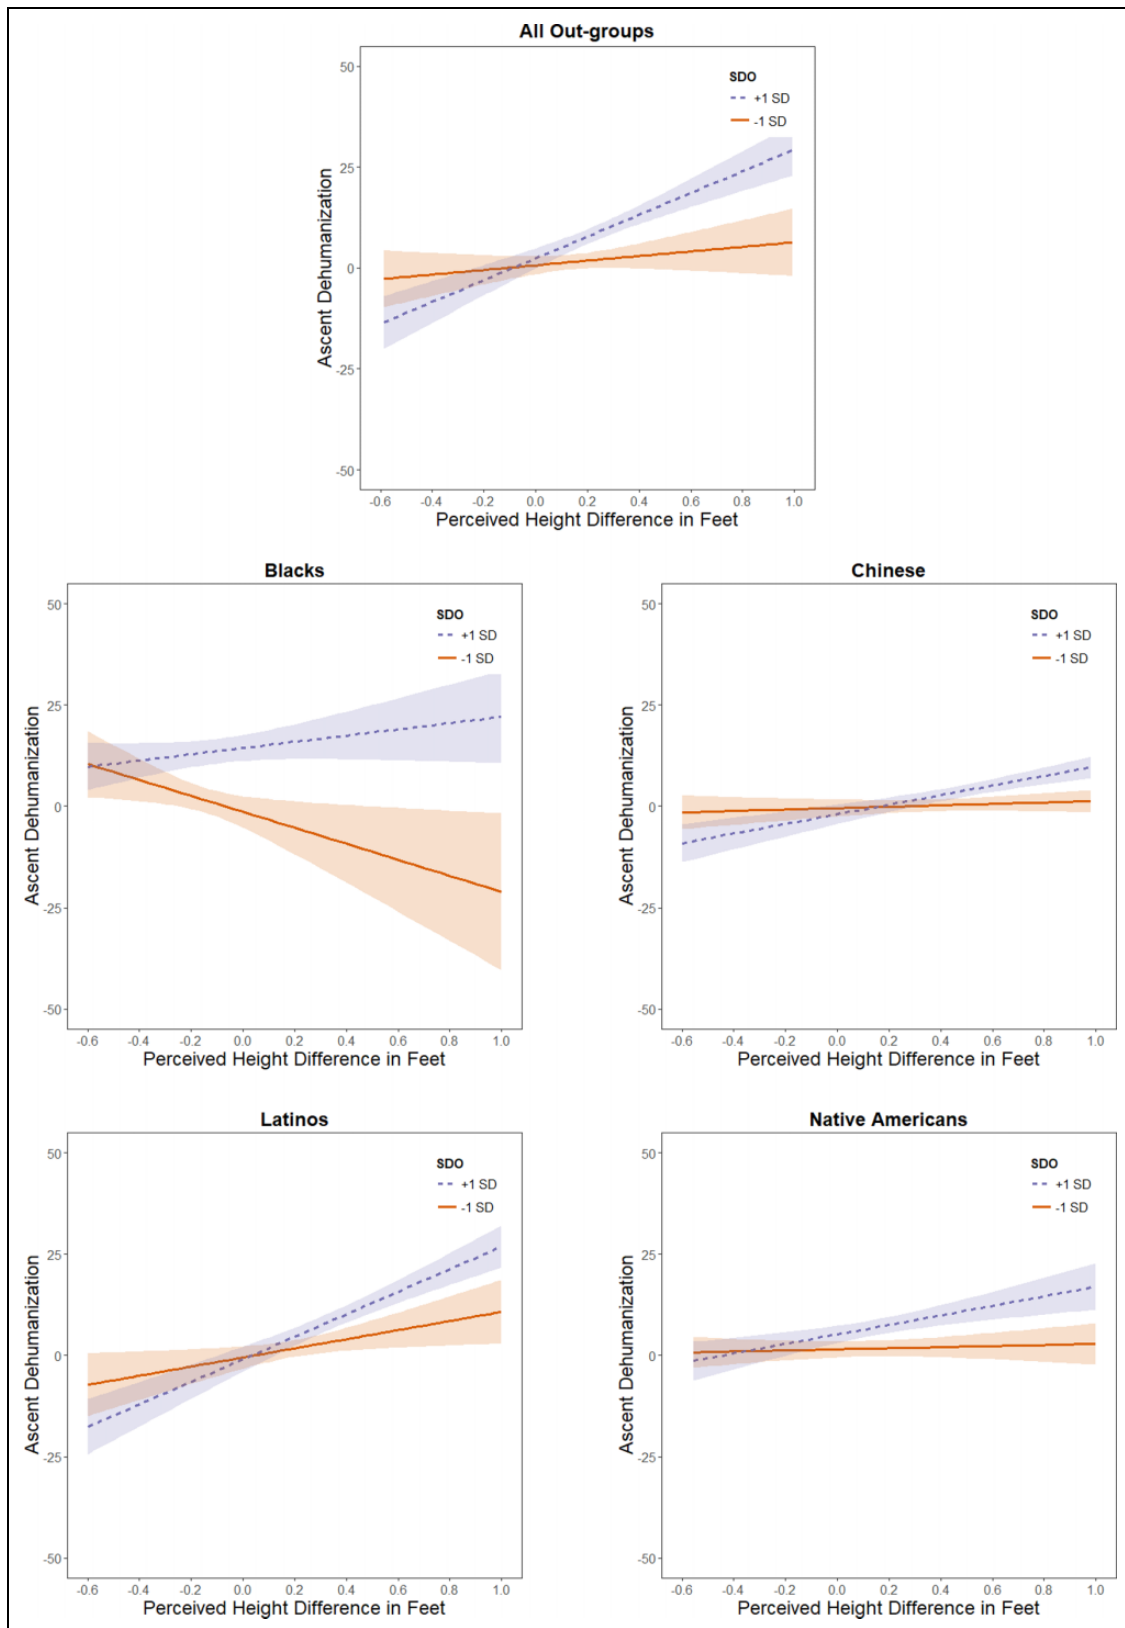 All Out-groups
SDO
+1 SD
-1 SD
50
25
0
-25
-50
Ascent Dehumanization
-0.6 -0.4 -0.2 0.0 0.2 0.4 0.6 0.8 1.0
Perceived Height Difference in Feet
Blacks
SDO
+1 SD
-1 SD
50
25
0
-25
-50
Ascent Dehumanization
-0.6 -0.4 -0.2 0.0 0.2 0.4 0.6 0.8 1.0
Perceived Height Difference in Feet
Chinese
SDO
+1 SD
-1 SD
50
25
0
-25
-50
Ascent Dehumanization
-0.6 -0.4 -0.2 0.0 0.2 0.4 0.6 0.8 1.0
Perceived Height Difference in Feet
Latinos
SDO
+1 SD
-1 SD
50
25
0
-25
-50
Ascent Dehumanization
-0.6 -0.4 -0.2 0.0 0.2 0.4 0.6 0.8 1.0
Perceived Height Difference in Feet
Native Americans
SDO
+1 SD
-1 SD
50
25
0
-25
-50
Ascent Dehumanization
-0.6 -0.4 -0.2 0.0 0.2 0.4 0.6 0.8 1.0
Perceived Height Difference in Feet